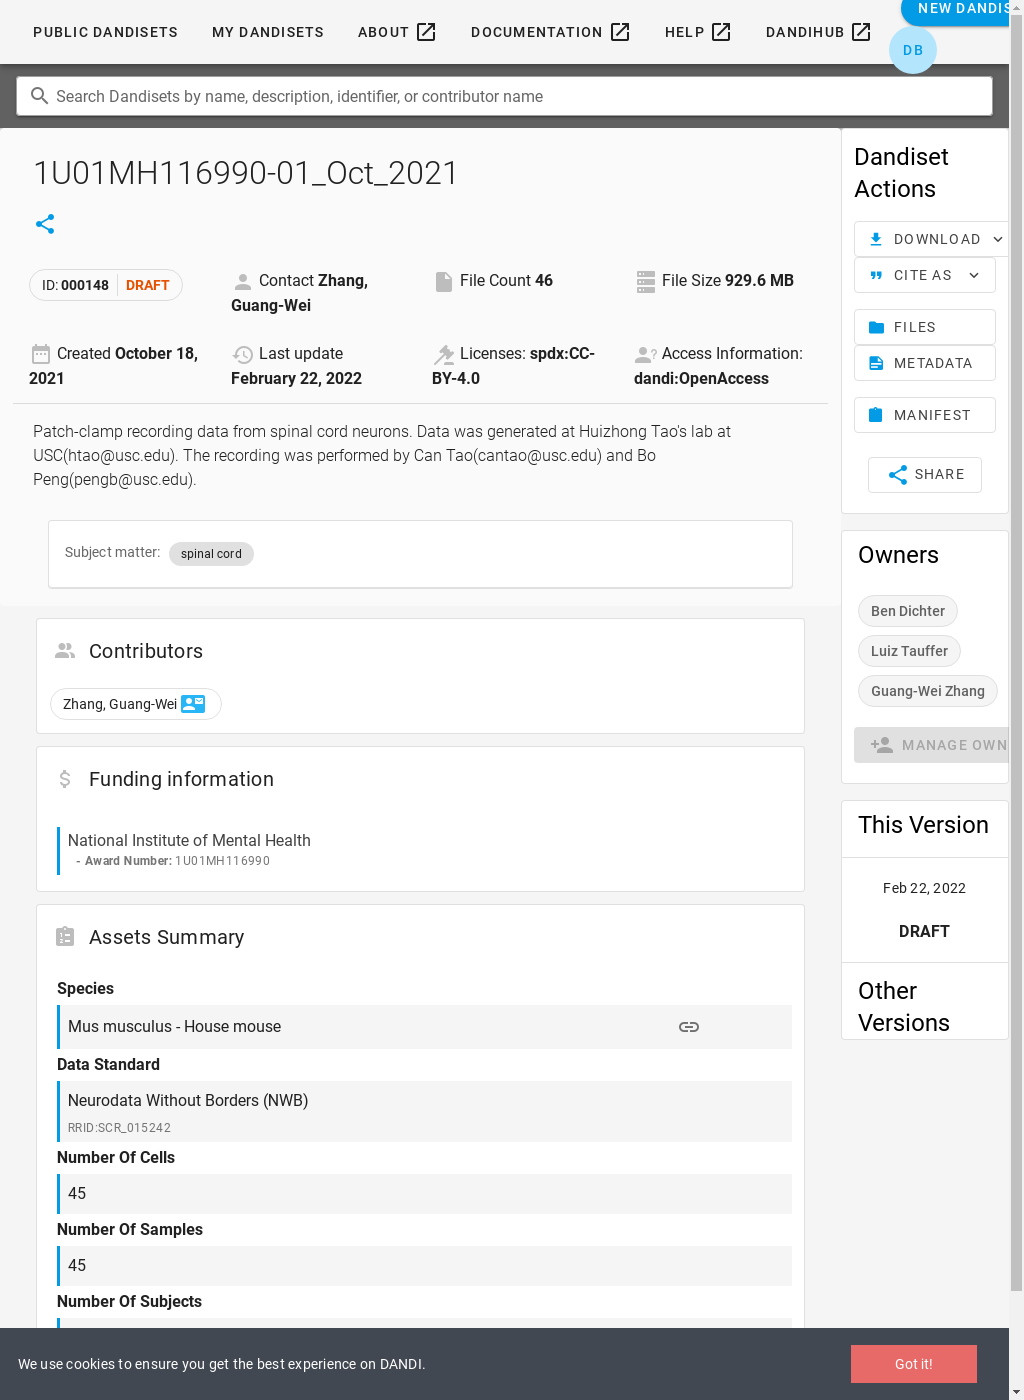 PUBLIC DANDISETS
MY DANDISETS
ABOUT
DOCUMENTATION
HELP
DANDIHUB
NEW DANDIS
DB
Search Dandisets by name, description, identifier, or contributor name
1U01MH116990-01_Oct_2021
ID: 000148 DRAFT
Contact Zhang,
Guang-Wei
File Count 46
File Size 929.6 MB
Created October 18,
2021
Last update
February 22, 2022
Licenses: spdx:CC-
BY-4.0
Access Information:
dandi:OpenAccess
Patch-clamp recording data from spinal cord neurons. Data was generated at Huizhong Tao's lab at
USC(htao@usc.edu). The recording was performed by Can Tao(cantao@usc.edu) and Bo
Peng(pengb@usc.edu).
Subject matter: spinal cord
Contributors
Zhang, Guang-Wei
Funding information
National Institute of Mental Health
- Award Number: 1U01MH116990
Assets Summary
Species
Mus musculus - House mouse
Data Standard
Neurodata Without Borders (NWB)
RRID:SCR_015242
Number Of Cells
45
Number Of Samples
45
Number Of Subjects
Dandiset
Actions
DOWNLOAD
CITE AS
FILES
METADATA
MANIFEST
SHARE
Owners
Ben Dichter
Luiz Tauffer
Guang-Wei Zhang
MANAGE OWN
This Version
Feb 22, 2022
DRAFT
Other
Versions
We use cookies to ensure you get the best experience on DANDI.
Got it!